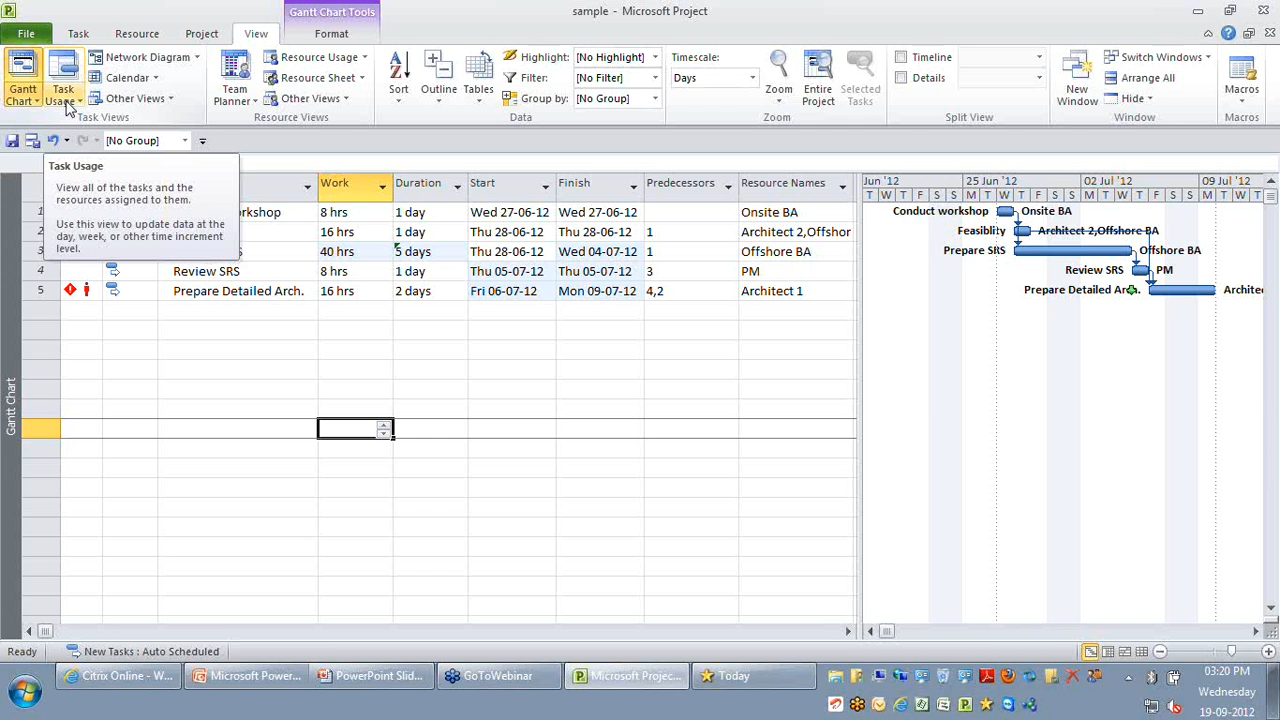 Gantt Chart Tools
sample - Microsoft Project
File
Task
Resource
Project
View
Format
Gantt
Chart
Task
Usage
Network Diagram
Calendar
Other Views
Task Views
Team
Planner
Resource Usage
Resource Sheet
Other Views
Resource Views
Sort
Outline
Tables
Highlight: [No Highlight]
Filter: [No Filter]
Group by: [No Group]
Data
Timescale:
Days
Zoom
Entire
Project
Selected
Tasks
Zoom
Timeline
Details
Split View
New
Window
Switch Windows
Arrange All
Hide
Window
Macros
Macros
[No Group]
Task Usage
View all of the tasks and the
resources assigned to them.
Use this view to update data at the
day, week, or other time increment
level.
Work Duration Start Finish Predecessors Resource Names
1 rkshop 8 hrs 1 day Wed 27-06-12 Wed 27-06-12 Onsite BA
16 hrs 1 day Thu 28-06-12 Thu 28-06-12 1 Architect 2,Offshor
3 S 40 hrs 5 days Thu 28-06-12 Wed 04-07-12 1 Offshore BA
4 Review SRS 8 hrs 1 day Thu 05-07-12 Thu 05-07-12 3 PM
5 Prepare Detailed Arch. 16 hrs 2 days Fri 06-07-12 Mon 09-07-12 4,2 Architect 1
Jun '12 25 Jun '12 02 Jul '12 09 Jul '12
T W T F S S M T W T F S S M T W T F S S M T W T
Conduct workshop Onsite BA
Feasiblity Architect 2,Offshore BA
Prepare SRS Offshore BA
Review SRS PM
Prepare Detailed Arch. Architec
Gantt Chart
Ready
New Tasks : Auto Scheduled
Citrix Online - W...
Microsoft Power...
PowerPoint Slid...
GoToWebinar
Microsoft Projec...
Today
03:20 PM
Wednesday
19-09-2012